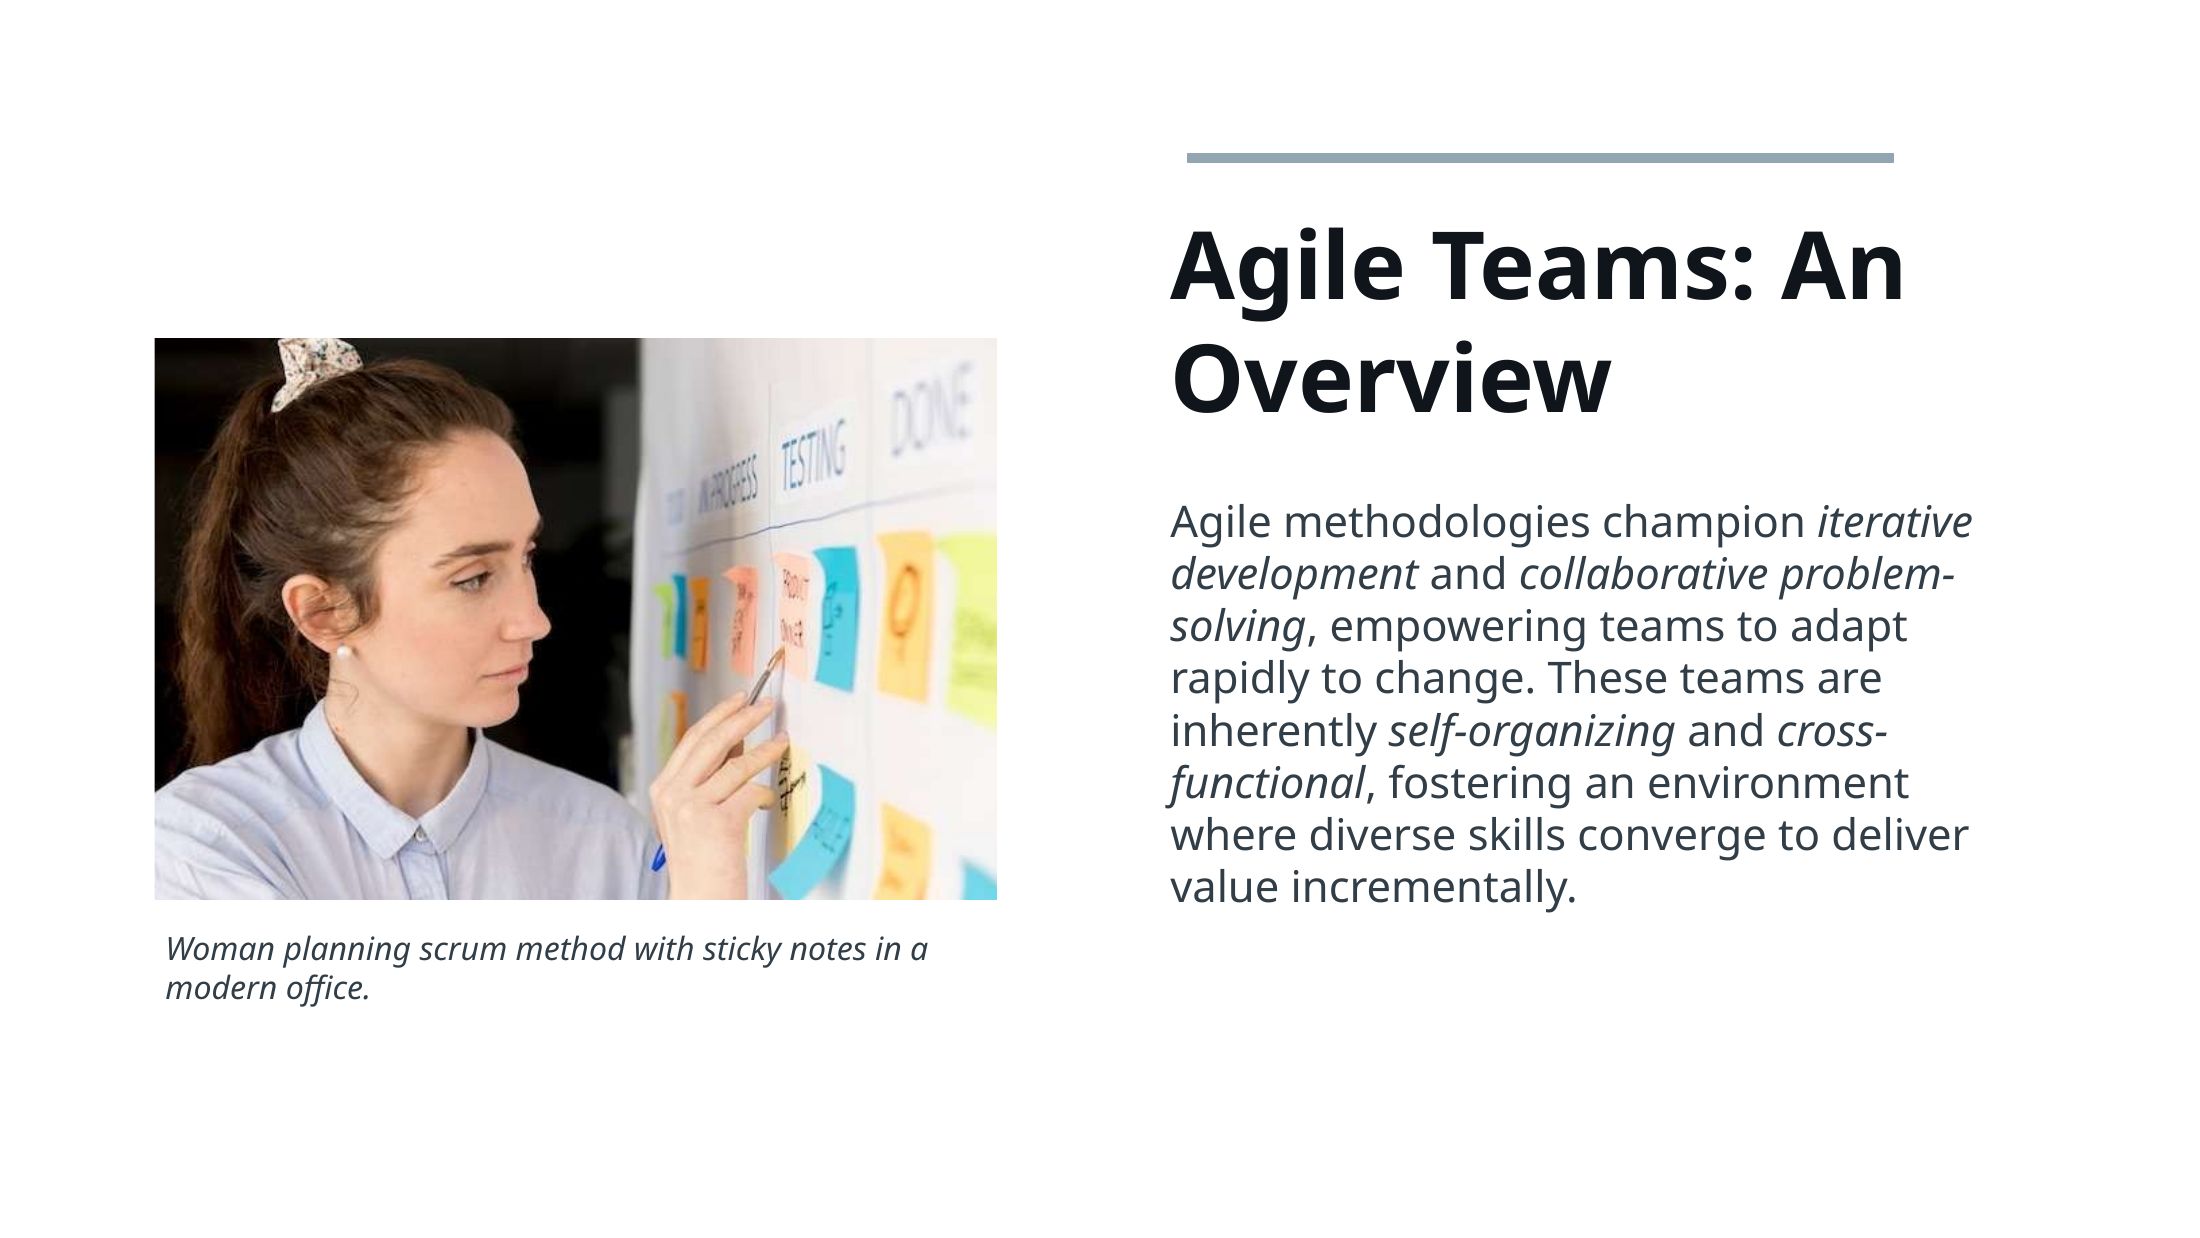 Agile Teams: An
Overview
Agile methodologies champion iterative
development and collaborative problem-
solving, empowering teams to adapt
rapidly to change. These teams are
inherently self-organizing and cross-
functional, fostering an environment
where diverse skills converge to deliver
value incrementally.
IN PROGRESS
TESTING
DONE
PRODUCT
OWNER
Woman planning scrum method with sticky notes in a
modern office.